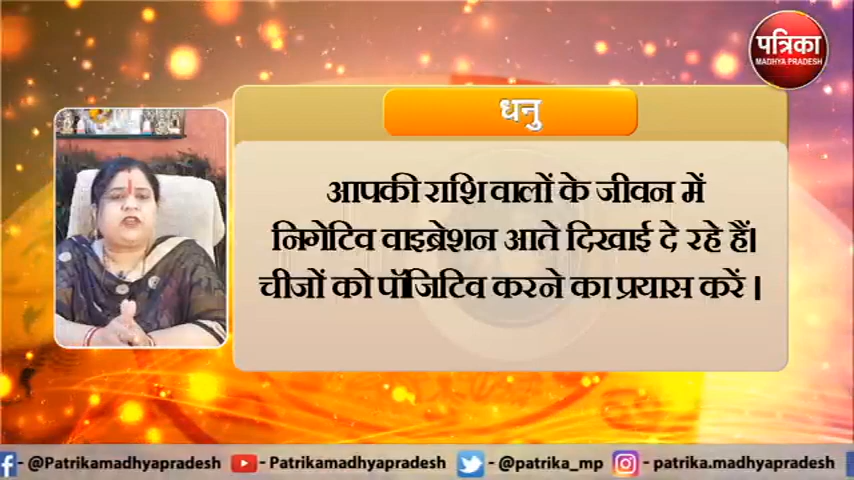 पत्रिका
MADHYA PRADESH
धनु
आपकी राशि वालों के जीवन में
निगेटिव वाइब्रेशन आते दिखाई दे रहे हैं।
चीजों को पॉजिटिव करने का प्रयास करें ।
- @Patrikamadhyapradesh - Patrikamadhyapradesh - @patrika_mp - patrika.madhyapradesh